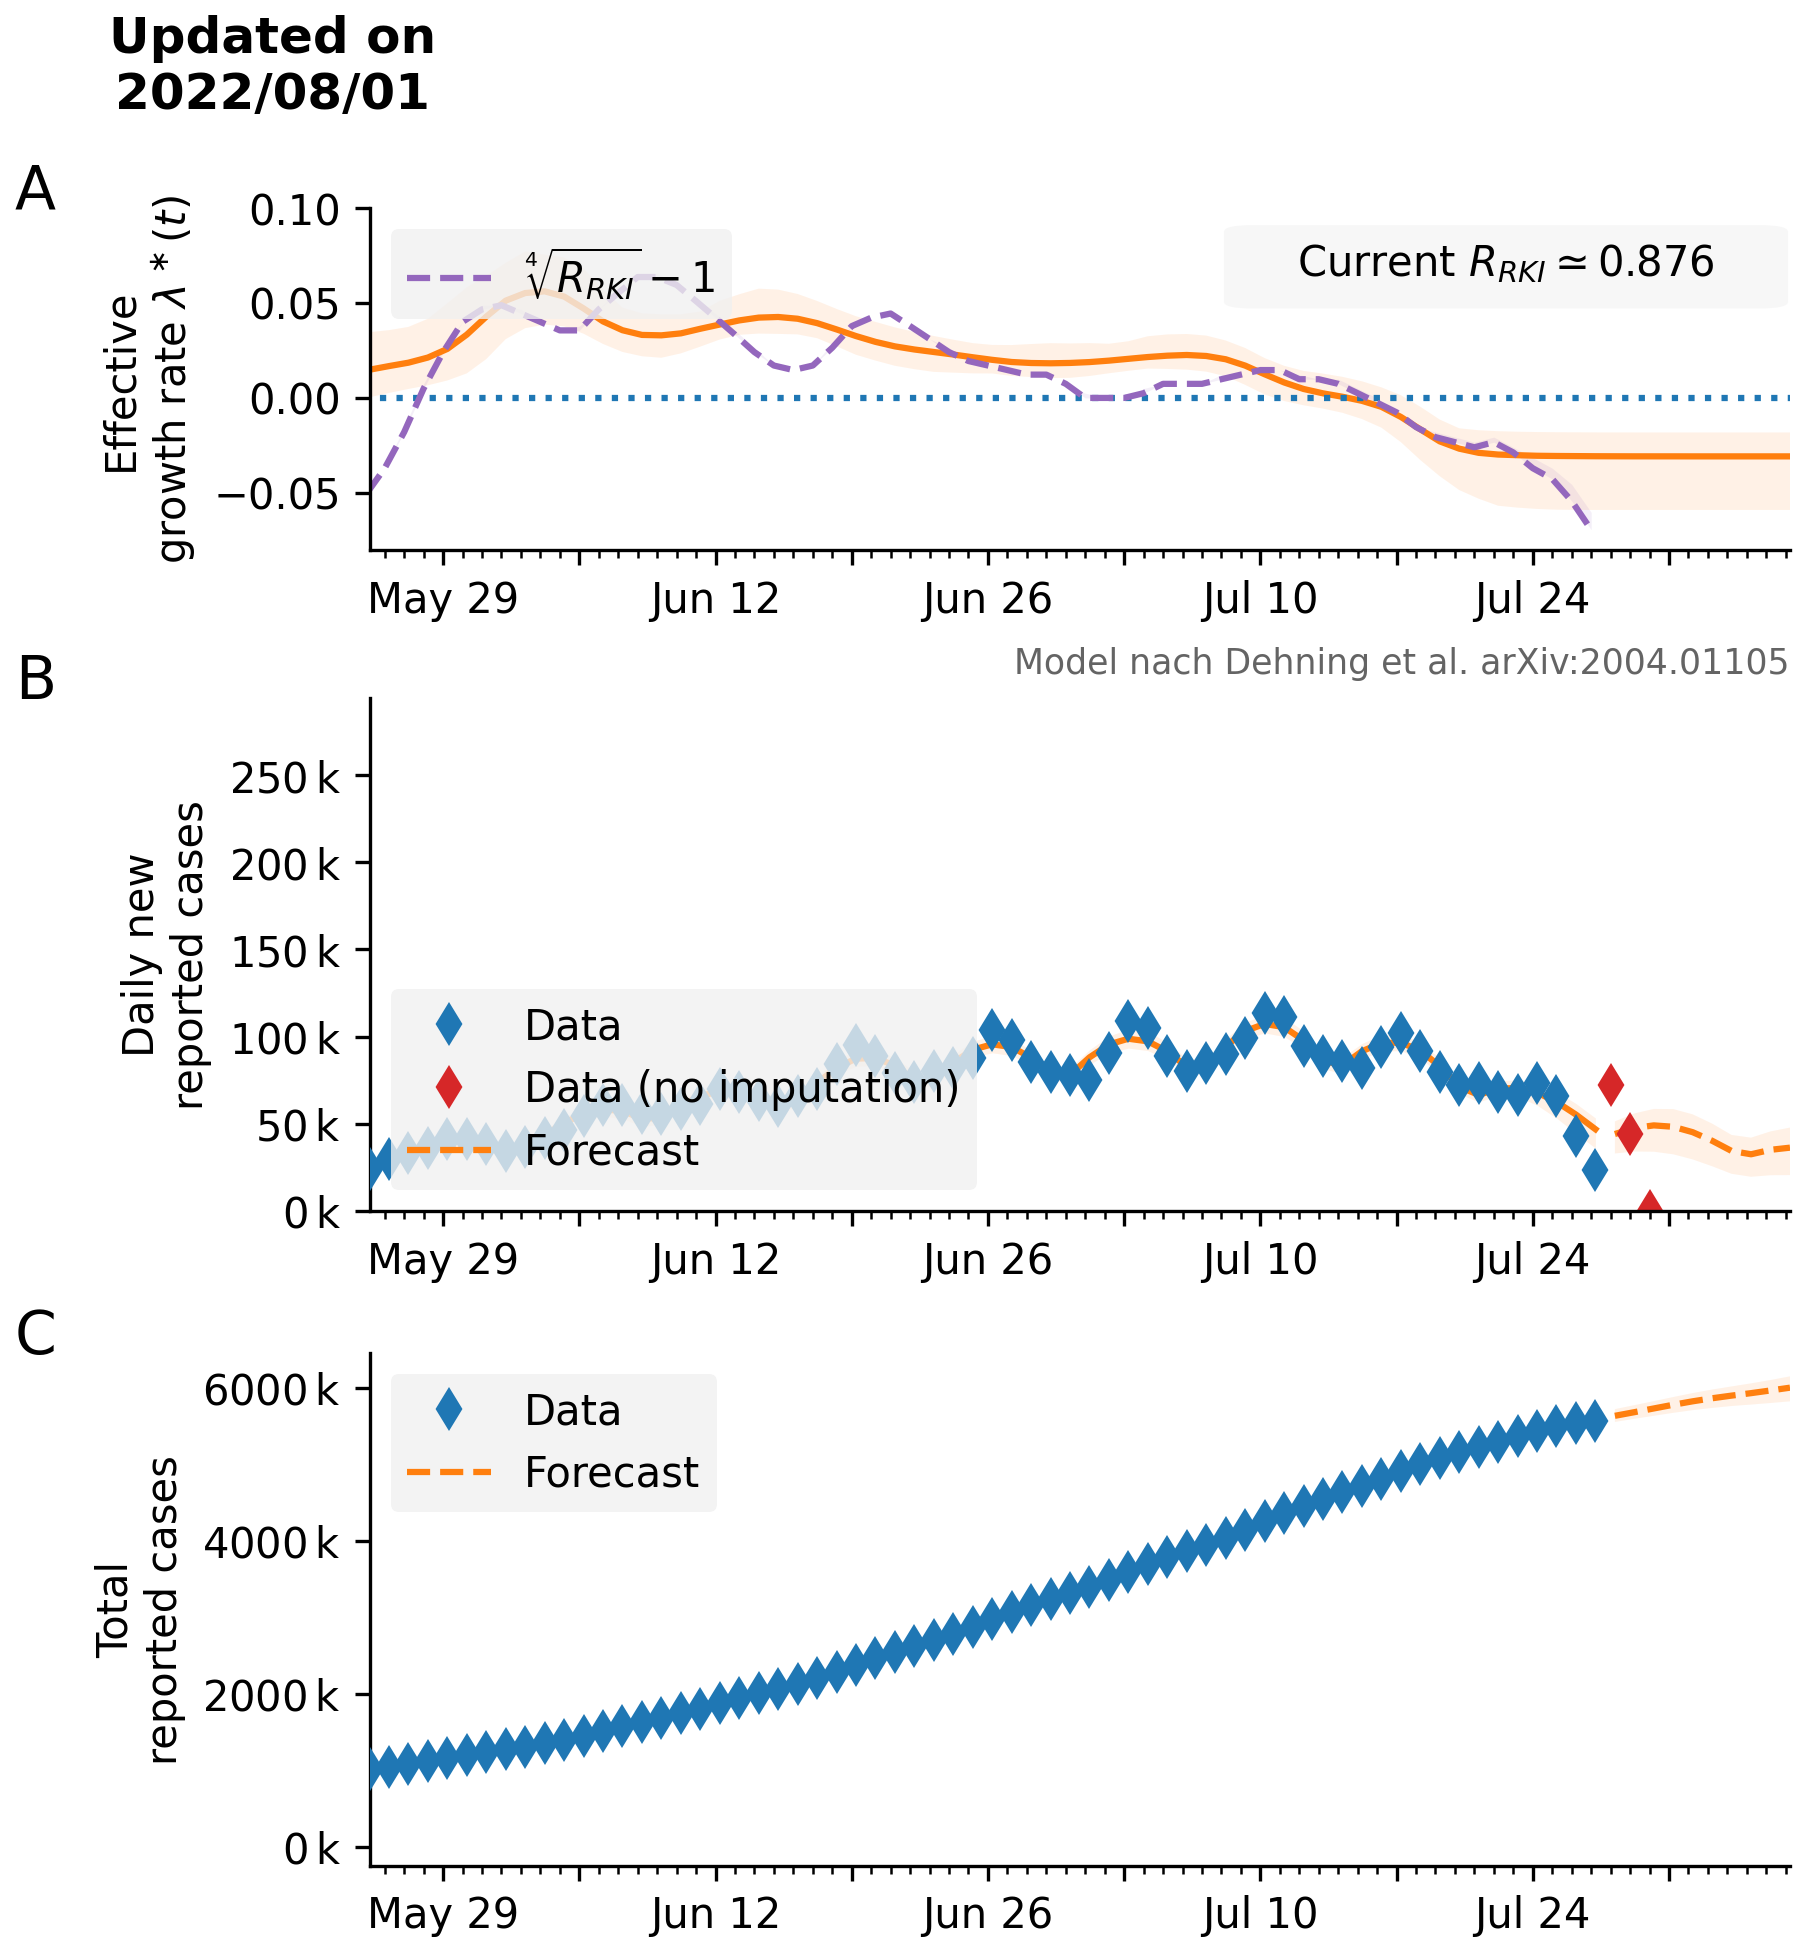 Updated on
2022/08/01
A
Effective
growth rate λ * (t)
0.10
0.05
0.00
−0.05
∜R_RKI − 1
Current R_RKI ≃ 0.876
May 29 Jun 12 Jun 26 Jul 10 Jul 24
Model nach Dehning et al. arXiv:2004.01105
B
Daily new
reported cases
250 k
200 k
150 k
100 k
50 k
0 k
Data
Data (no imputation)
Forecast
May 29 Jun 12 Jun 26 Jul 10 Jul 24
C
Total
reported cases
6000 k
4000 k
2000 k
0 k
Data
Forecast
May 29 Jun 12 Jun 26 Jul 10 Jul 24